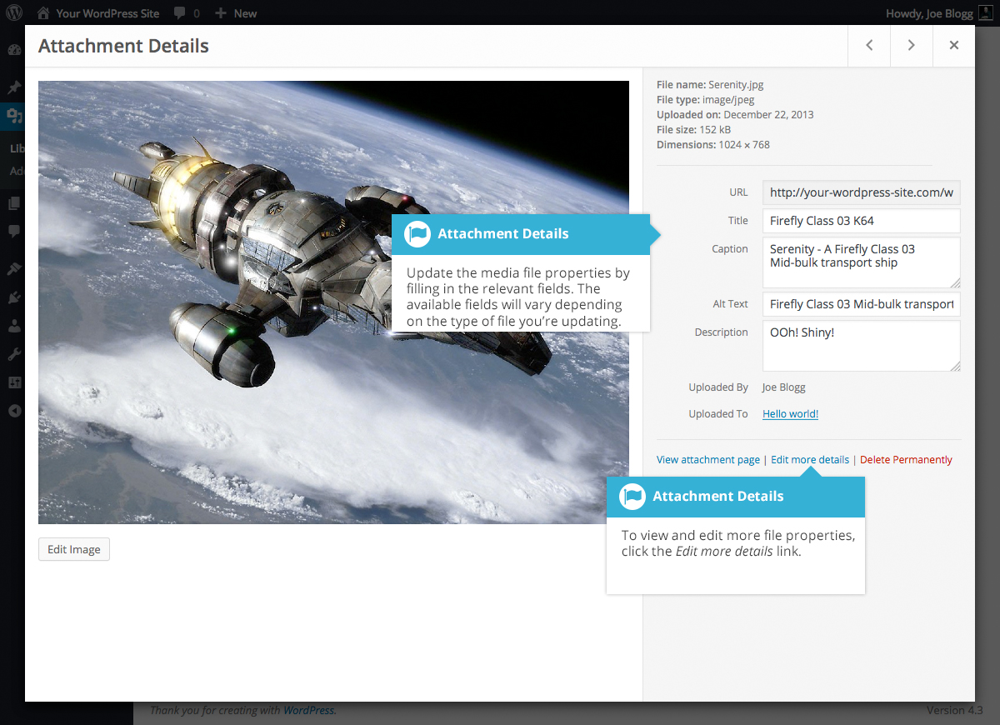 Your WordPress Site 0 New Howdy, Joe Blogg
Attachment Details
File name: Serenity.jpg
File type: image/jpeg
Uploaded on: December 22, 2013
File size: 152 kB
Dimensions: 1024 × 768
URL http://your-wordpress-site.com/w
Title Firefly Class 03 K64
Caption Serenity - A Firefly Class 03
Mid-bulk transport ship
Alt Text Firefly Class 03 Mid-bulk transport
Description OOh! Shiny!
Uploaded By Joe Blogg
Uploaded To Hello world!
View attachment page | Edit more details | Delete Permanently
Attachment Details
Update the media file properties by
filling in the relevant fields. The
available fields will vary depending
on the type of file you’re updating.
Attachment Details
To view and edit more file properties,
click the Edit more details link.
Edit Image
Lib
Add
Thank you for creating with WordPress.
Version 4.3